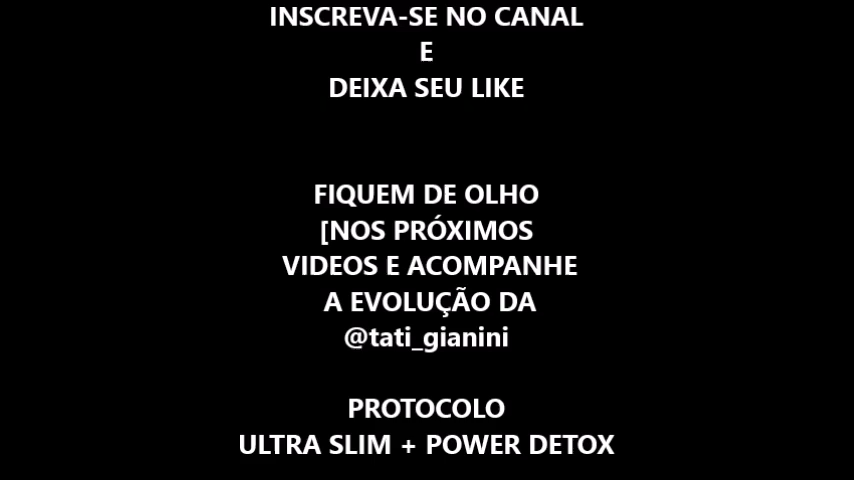 INSCREVA-SE NO CANAL
E
DEIXA SEU LIKE
FIQUEM DE OLHO
[NOS PRÓXIMOS
VIDEOS E ACOMPANHE
A EVOLUÇÃO DA
@tati_gianini
PROTOCOLO
ULTRA SLIM + POWER DETOX